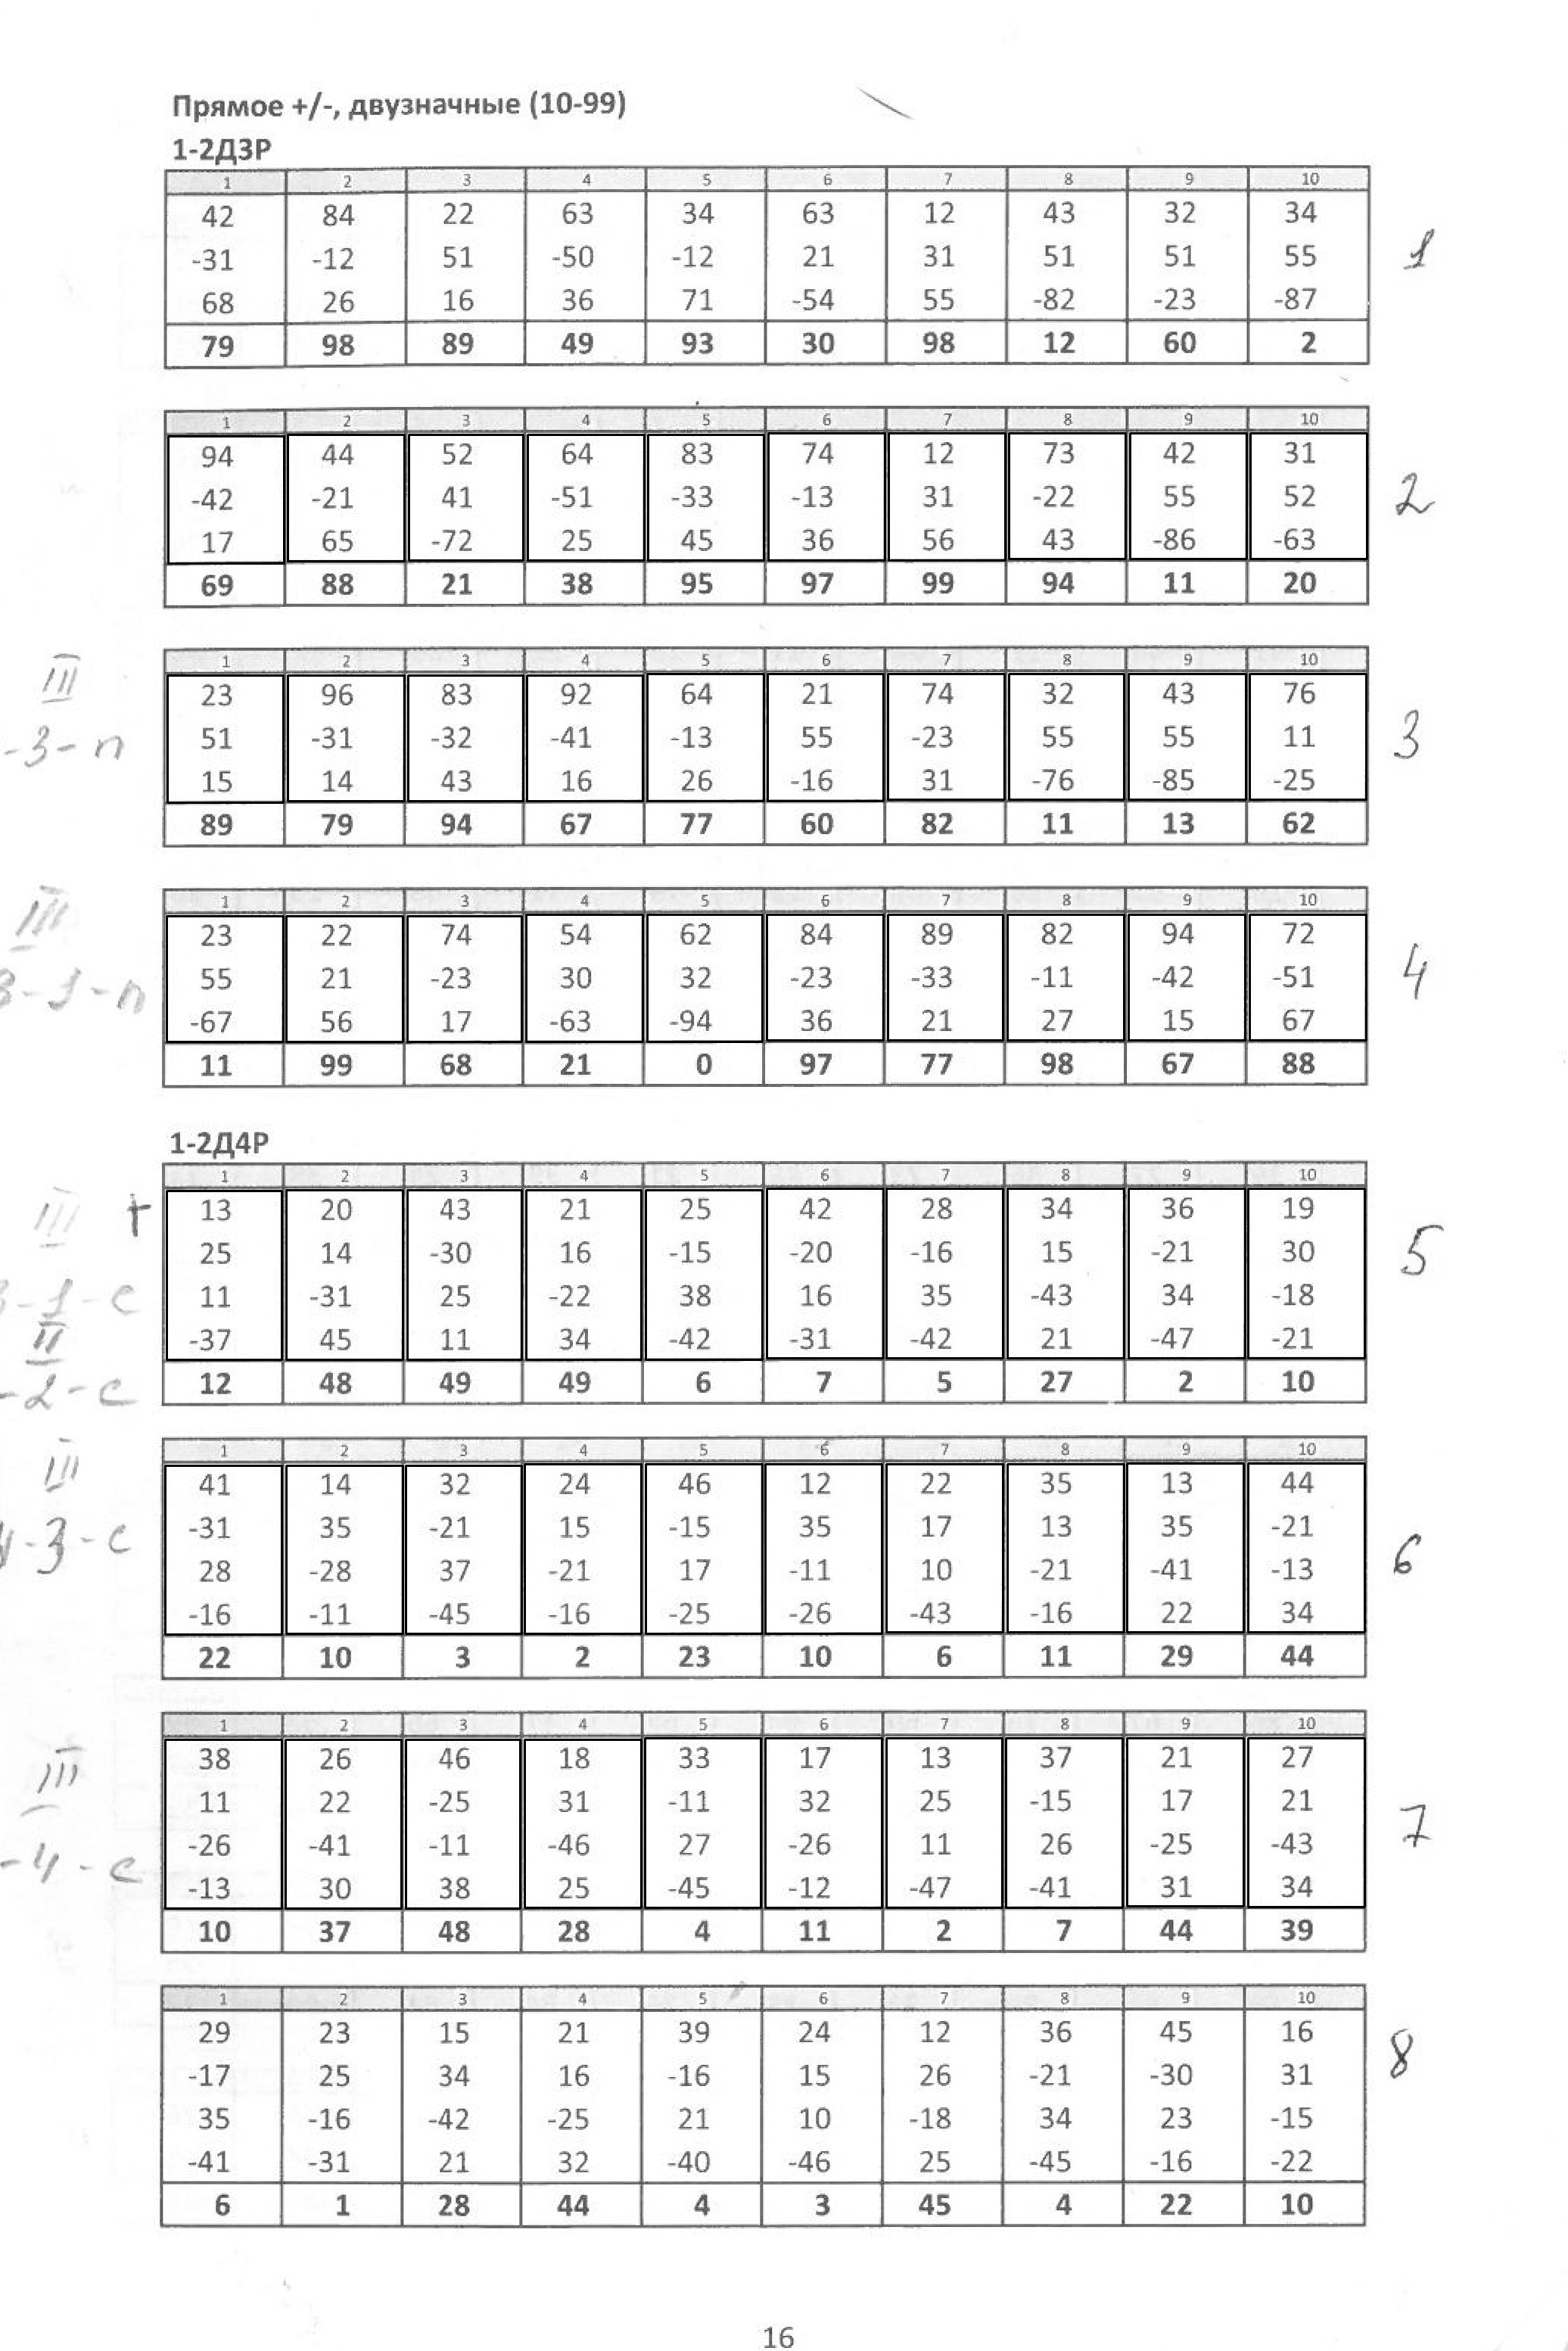 Прямое +/-, двузначные (10-99)
1-2Д3Р
1 2 3 4 5 6 7 8 9 10
42 84 22 63 34 63 12 43 32 34
-31 -12 51 -50 -12 21 31 51 51 55 1
68 26 16 36 71 -54 55 -82 -23 -87
79 98 89 49 93 30 98 12 60 2
1 2 3 4 5 6 7 8 9 10
94 44 52 64 83 74 12 73 42 31
-42 -21 41 -51 -33 -13 31 -22 55 52 2
17 65 -72 25 45 36 56 43 -86 -63
69 88 21 38 95 97 99 94 11 20
1 2 3 4 5 6 7 8 9 10
III 23 96 83 92 64 21 74 32 43 76
-3-п 51 -31 -32 -41 -13 55 -23 55 55 11 3
15 14 43 16 26 -16 31 -76 -85 -25
89 79 94 67 77 60 82 11 13 62
1 2 3 4 5 6 7 8 9 10
III 23 22 74 54 62 84 89 82 94 72
3-1-п 55 21 -23 30 32 -23 -33 -11 -42 -51 4
-67 56 17 -63 -94 36 21 27 15 67
11 99 68 21 0 97 77 98 67 88
1-2Д4Р
1 2 3 4 5 6 7 8 9 10
III + 13 20 43 21 25 42 28 34 36 19
25 14 -30 16 -15 -20 -16 15 -21 30 5
3-1-с 11 -31 25 -22 38 16 35 -43 34 -18
II -37 45 11 34 -42 -31 -42 21 -47 -21
-2-с 12 48 49 49 6 7 5 27 2 10
1 2 3 4 5 6 7 8 9 10
III 41 14 32 24 46 12 22 35 13 44
4-3-с -31 35 -21 15 -15 35 17 13 35 -21 6
28 -28 37 -21 17 -11 10 -21 -41 -13
-16 -11 -45 -16 -25 -26 -43 -16 22 34
22 10 3 2 23 10 6 11 29 44
1 2 3 4 5 6 7 8 9 10
III 38 26 46 18 33 17 13 37 21 27
11 22 -25 31 -11 32 25 -15 17 21 7
-4-с -26 -41 -11 -46 27 -26 11 26 -25 -43
-13 30 38 25 -45 -12 -47 -41 31 34
10 37 48 28 4 11 2 7 44 39
1 2 3 4 5 6 7 8 9 10
29 23 15 21 39 24 12 36 45 16
-17 25 34 16 -16 15 26 -21 -30 31 8
35 -16 -42 -25 21 10 -18 34 23 -15
-41 -31 21 32 -40 -46 25 -45 -16 -22
6 1 28 44 4 3 45 4 22 10
16